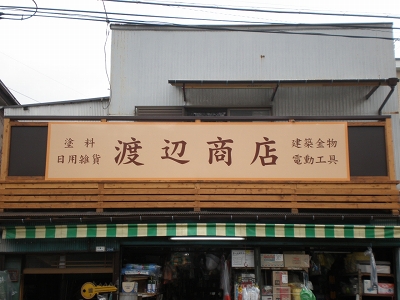 塗料
日用雑貨
渡辺商店
建築金物
電動工具